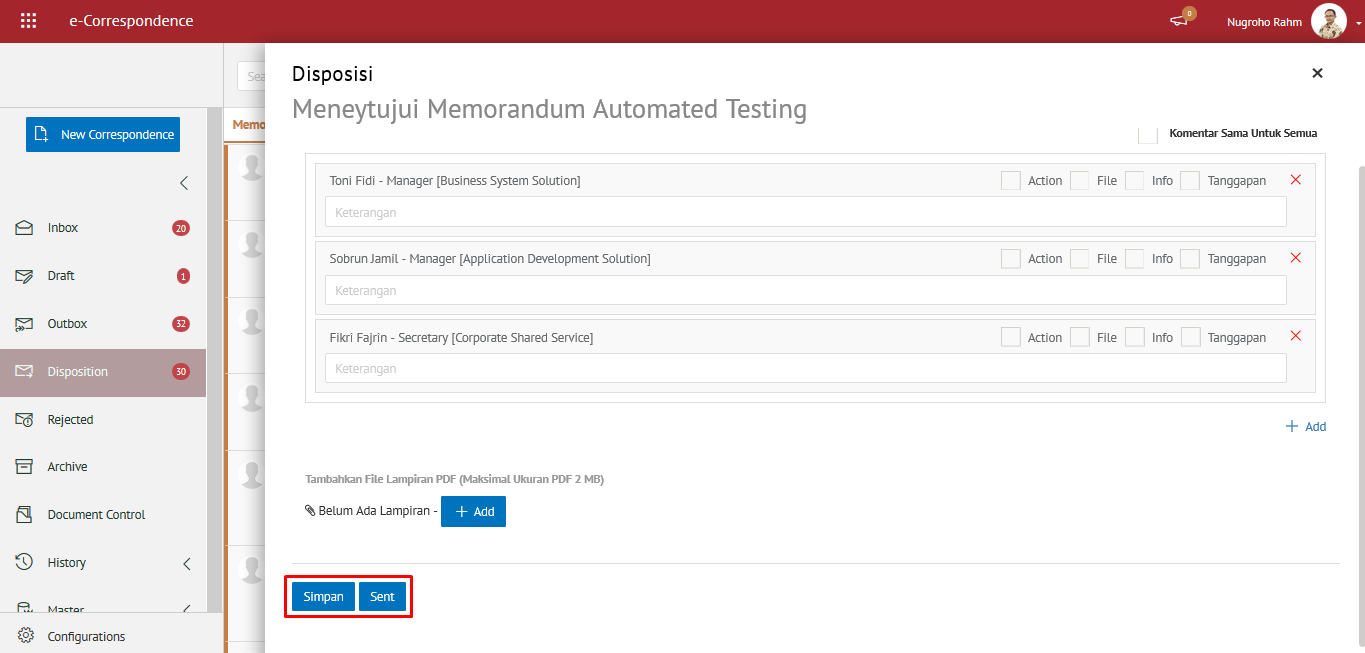 e-Correspondence
0
Nugroho Rahm
Sea
Disposisi
Meneytujui Memorandum Automated Testing
New Correspondence
Memo
Komentar Sama Untuk Semua
Inbox 20
Draft 1
Outbox 32
Disposition 30
Rejected
Archive
Document Control
History
Master
Configurations
Toni Fidi - Manager [Business System Solution] Action File Info Tanggapan
Keterangan
Sobrun Jamil - Manager [Application Development Solution] Action File Info Tanggapan
Keterangan
Fikri Fajrin - Secretary [Corporate Shared Service] Action File Info Tanggapan
Keterangan
Add
Tambahkan File Lampiran PDF (Maksimal Ukuran PDF 2 MB)
Belum Ada Lampiran - Add
Simpan Sent